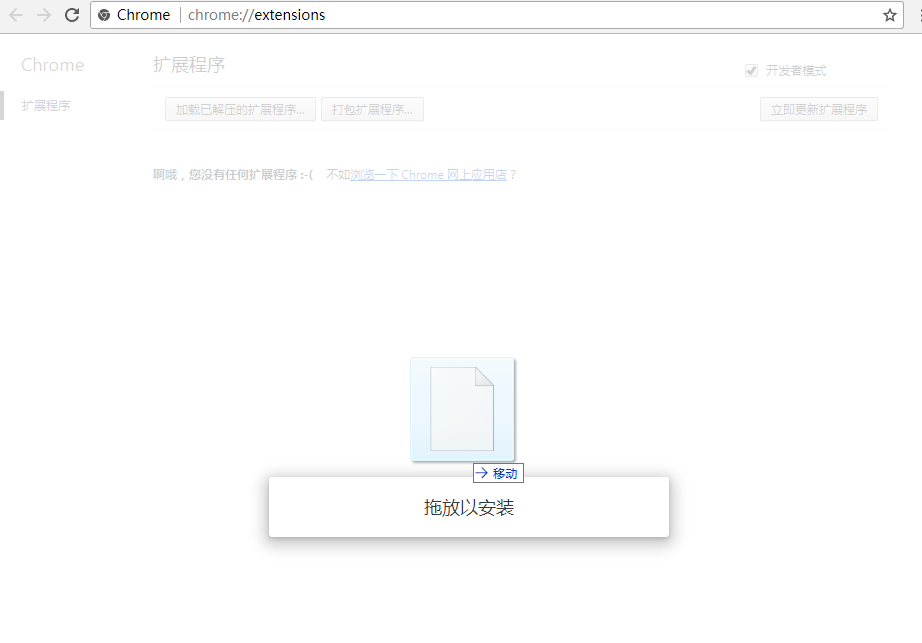 Chrome chrome://extensions
Chrome
扩展程序
开发者模式
扩展程序
加载已解压的扩展程序... 打包扩展程序... 立即更新扩展程序
啊哦，您没有任何扩展程序 :-( 不如浏览一下 Chrome 网上应用店？
移动
拖放以安装